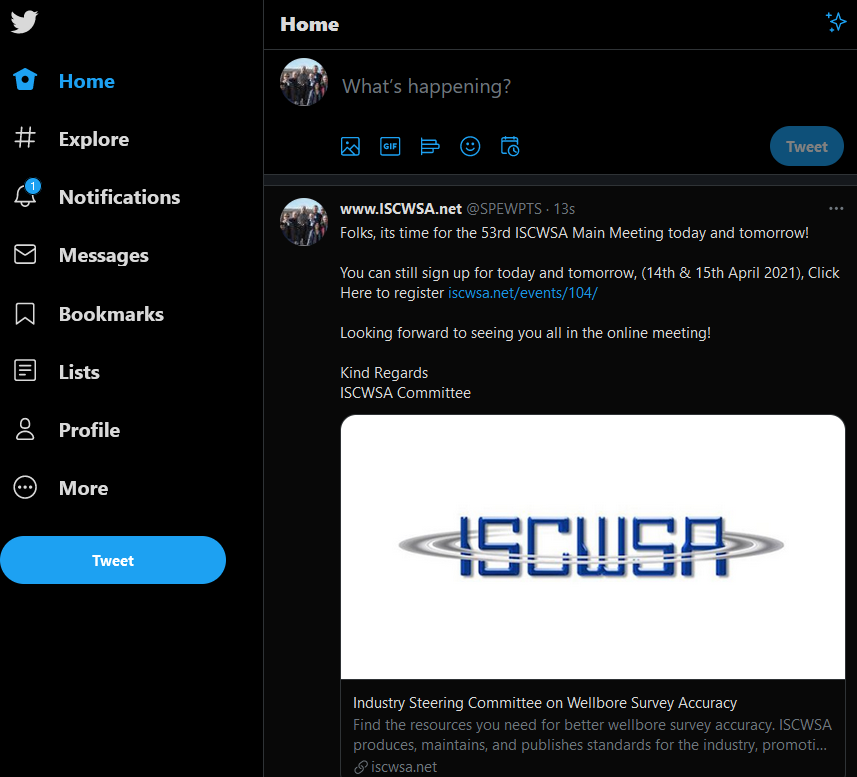 Home
What's happening?
GIF
Tweet
Home
Explore
1
Notifications
Messages
Bookmarks
Lists
Profile
More
Tweet
www.ISCWSA.net @SPEWPTS · 13s
Folks, its time for the 53rd ISCWSA Main Meeting today and tomorrow!
You can still sign up for today and tomorrow, (14th & 15th April 2021), Click
Here to register iscwsa.net/events/104/
Looking forward to seeing you all in the online meeting!
Kind Regards
ISCWSA Committee
ISCWSA
Industry Steering Committee on Wellbore Survey Accuracy
Find the resources you need for better wellbore survey accuracy. ISCWSA
produces, maintains, and publishes standards for the industry, promoti...
iscwsa.net